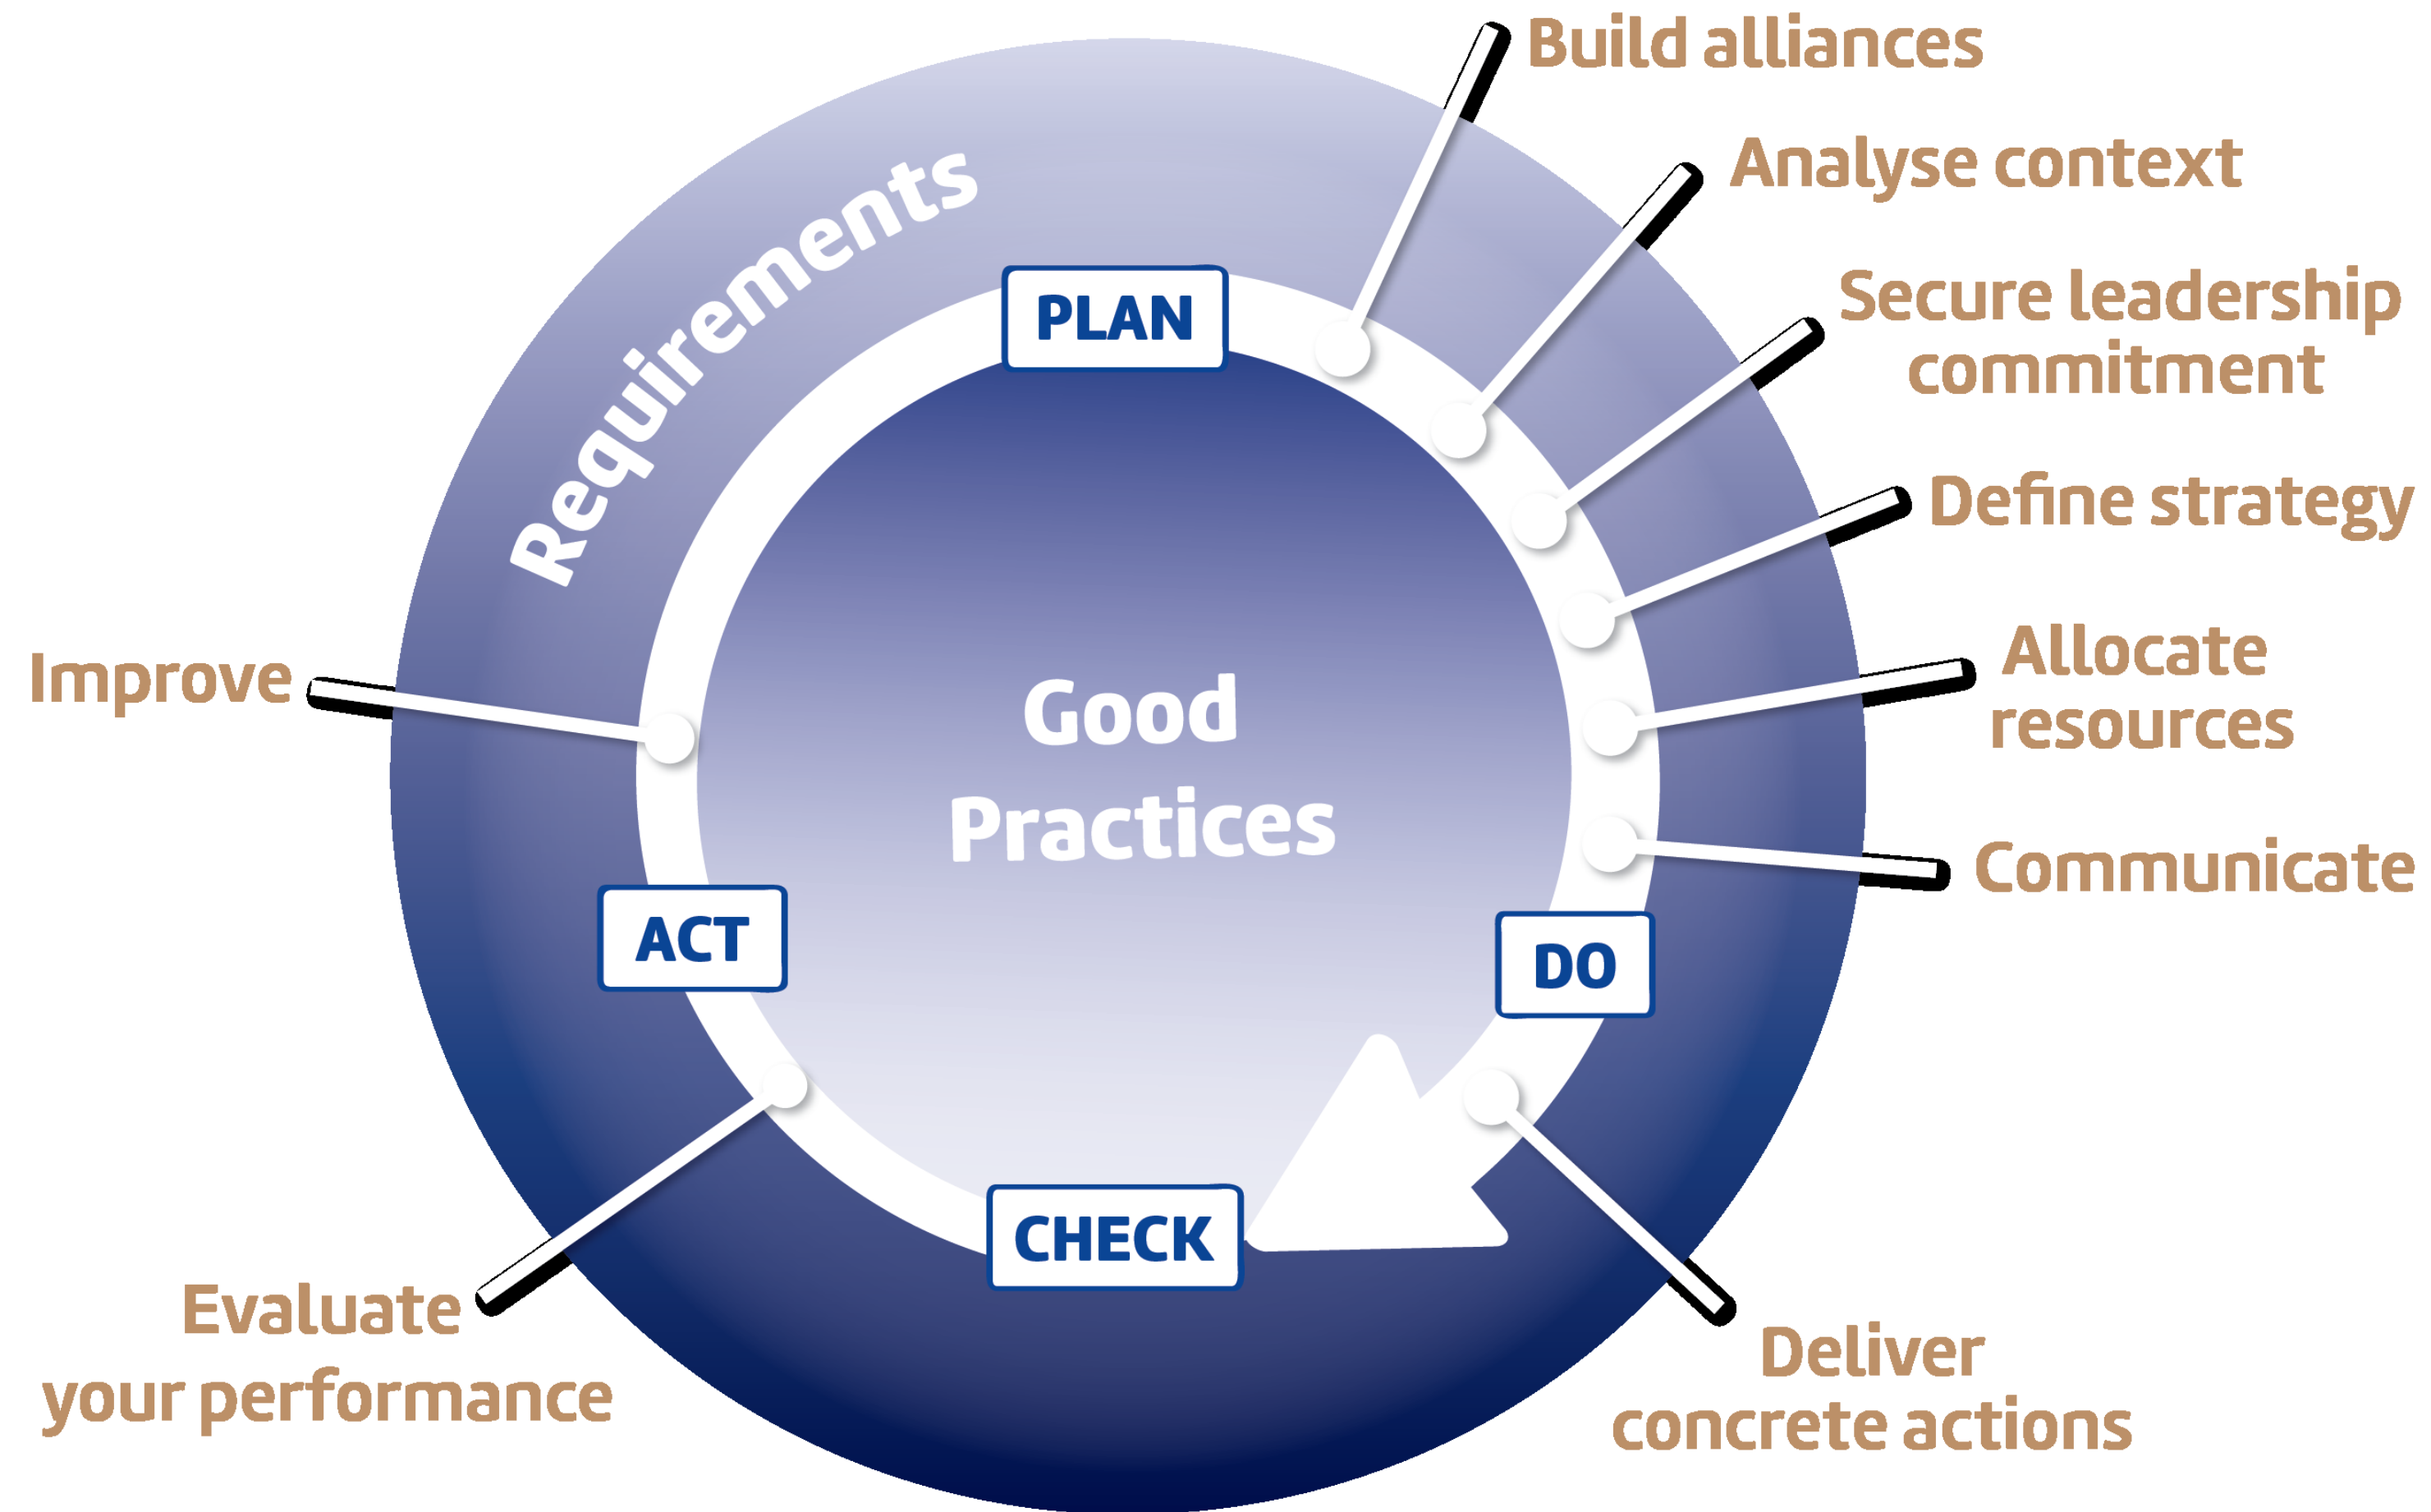 Build alliances
Analyse context
Secure leadership
commitment
Define strategy
Allocate
resources
Communicate
Deliver
concrete actions
Evaluate
your performance
Improve
Requirements
PLAN
DO
CHECK
ACT
Good
Practices